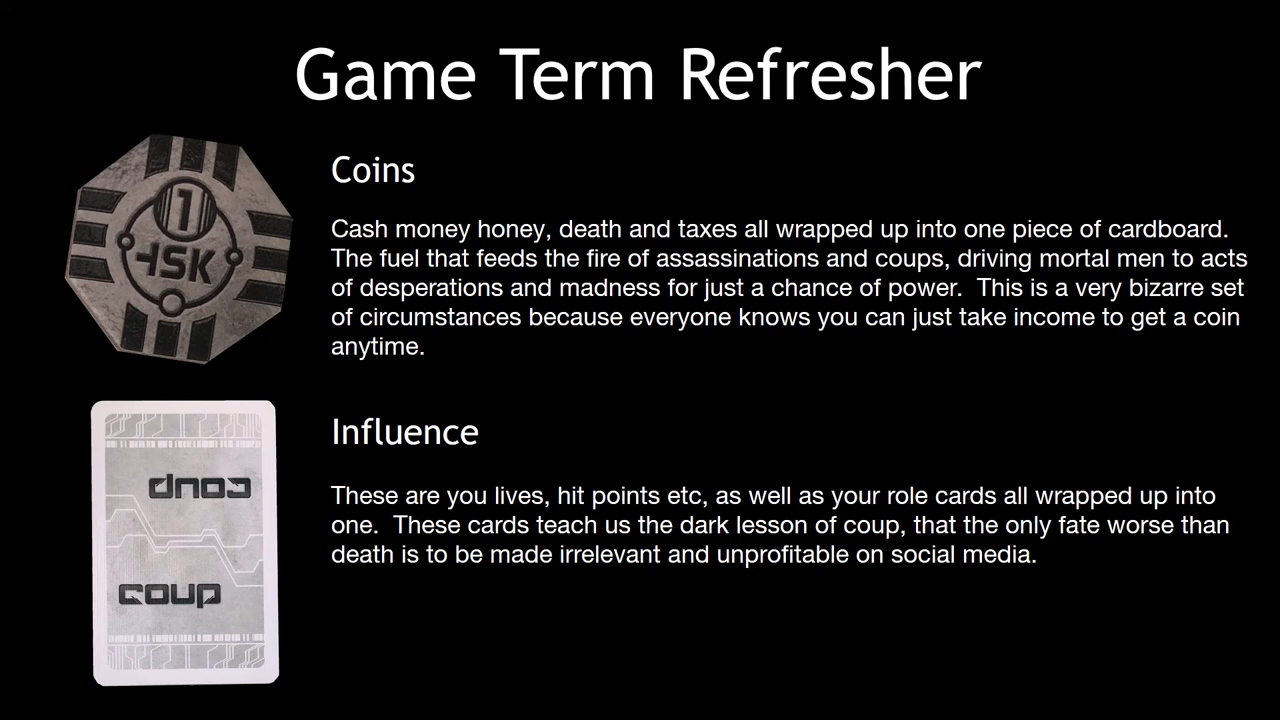 Game Term Refresher
1
HSK
Coins
Cash money honey, death and taxes all wrapped up into one piece of cardboard.
The fuel that feeds the fire of assassinations and coups, driving mortal men to acts
of desperations and madness for just a chance of power.  This is a very bizarre set
of circumstances because everyone knows you can just take income to get a coin
anytime.
coup
coup
Influence
These are you lives, hit points etc, as well as your role cards all wrapped up into
one.  These cards teach us the dark lesson of coup, that the only fate worse than
death is to be made irrelevant and unprofitable on social media.